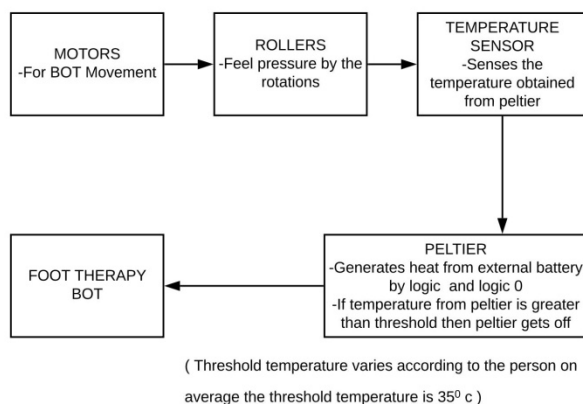 MOTORS
-For BOT Movement
ROLLERS
-Feel pressure by the
rotations
TEMPERATURE
SENSOR
-Senses the
temperature obtained
from peltier
PELTIER
-Generates heat from external battery
by logic and logic 0
-If temperature from peltier is greater
than threshold then peltier gets off
FOOT THERAPY
BOT
( Threshold temperature varies according to the person on
average the threshold temperature is 35⁰ c )